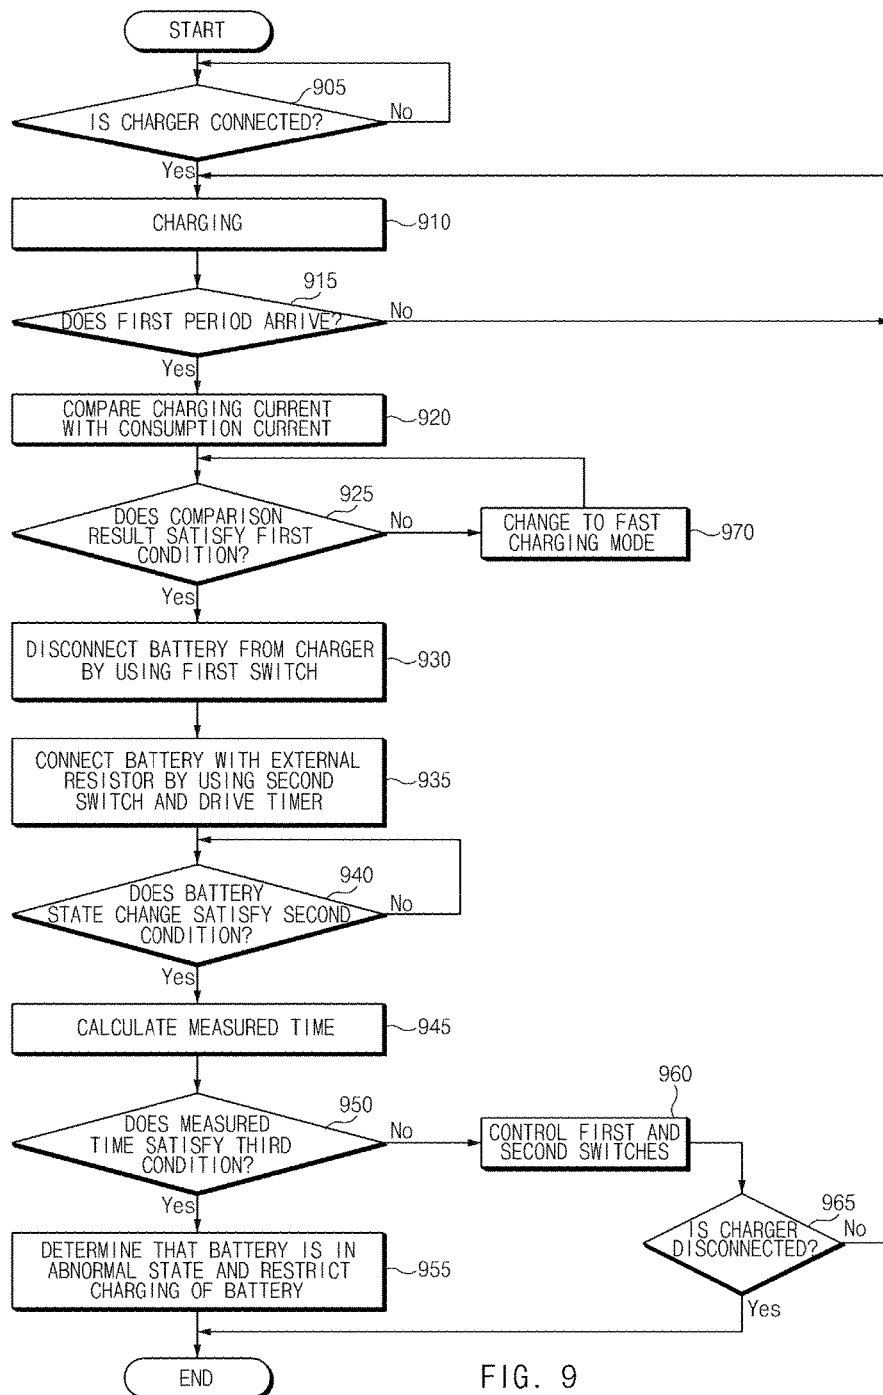 START
905
IS CHARGER CONNECTED?
No
Yes
CHARGING
910
915
DOES FIRST PERIOD ARRIVE?
No
Yes
COMPARE CHARGING CURRENT
WITH CONSUMPTION CURRENT
920
925
DOES COMPARISON
RESULT SATISFY FIRST
CONDITION?
No
CHANGE TO FAST
CHARGING MODE
970
Yes
DISCONNECT BATTERY FROM CHARGER
BY USING FIRST SWITCH
930
CONNECT BATTERY WITH EXTERNAL
RESISTOR BY USING SECOND
SWITCH AND DRIVE TIMER
935
940
DOES BATTERY
STATE CHANGE SATISFY SECOND
CONDITION?
No
Yes
CALCULATE MEASURED TIME
945
950
DOES MEASURED
TIME SATISFY THIRD
CONDITION?
No
960
CONTROL FIRST AND
SECOND SWITCHES
Yes
965
IS CHARGER
DISCONNECTED?
No
Yes
DETERMINE THAT BATTERY IS IN
ABNORMAL STATE AND RESTRICT
CHARGING OF BATTERY
955
END
FIG. 9